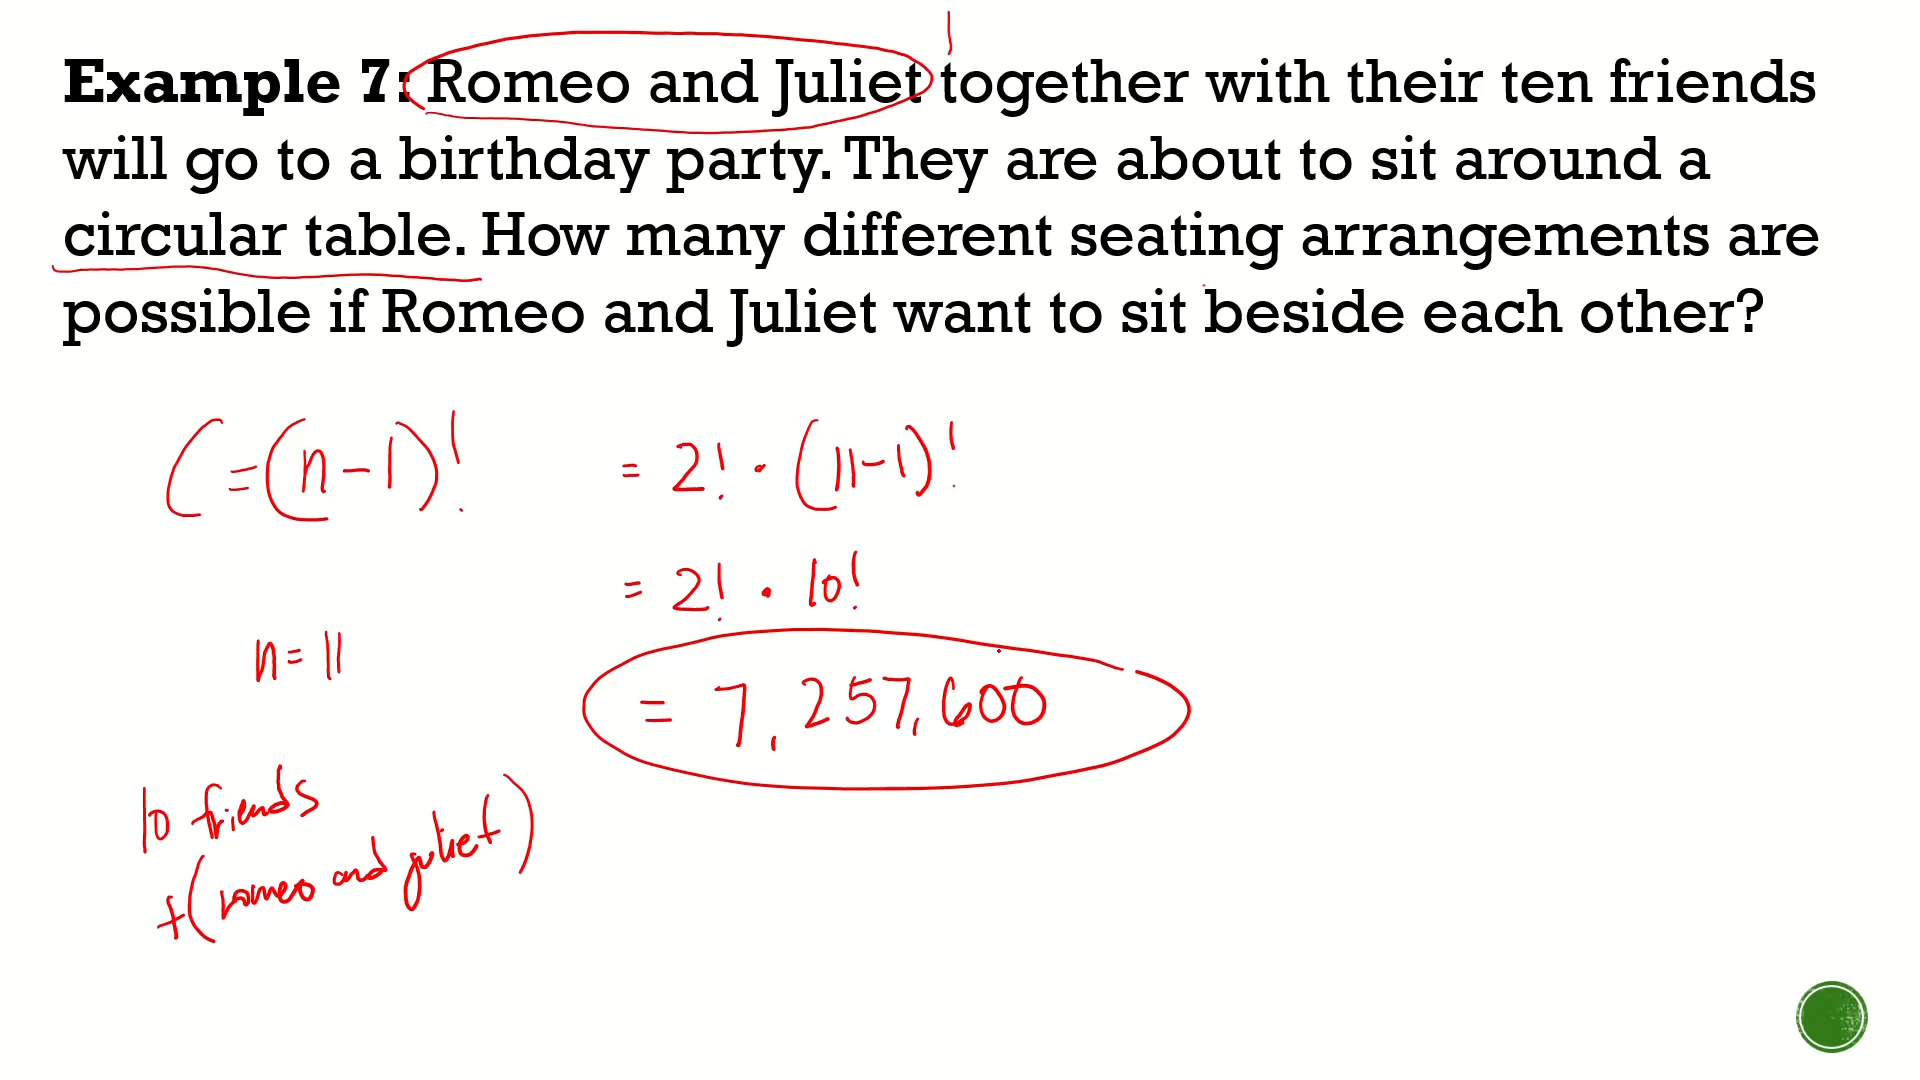 Example 7: Romeo and Juliet together with their ten friends
will go to a birthday party. They are about to sit around a
circular table. How many different seating arrangements are
possible if Romeo and Juliet want to sit beside each other?
1
C = (n-1)!
= 2! · (11-1)!
= 2! · 10!
n = 11
= 7,257,600
10 friends
+(romeo and juliet)